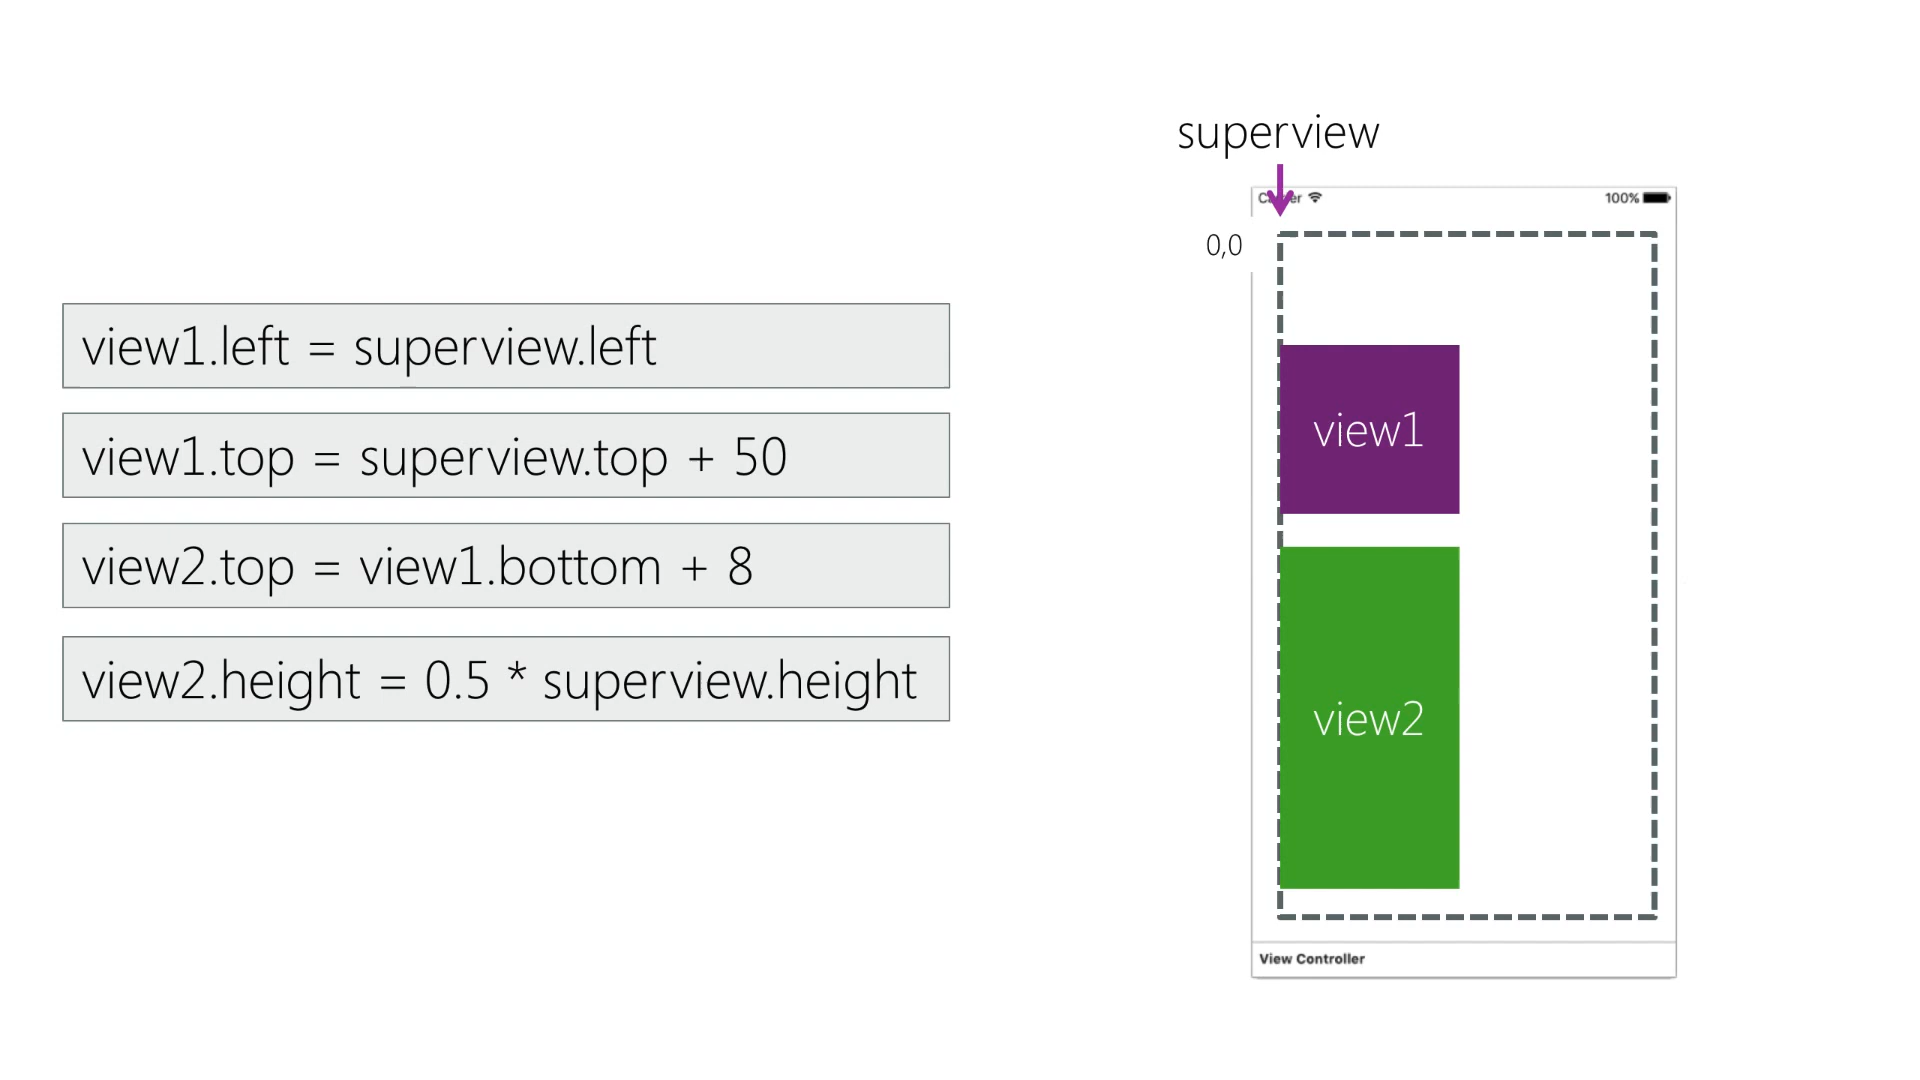 superview
100%
0,0
view1.left = superview.left
view1.top = superview.top + 50
view2.top = view1.bottom + 8
view2.height = 0.5 * superview.height
view1
view2
View Controller